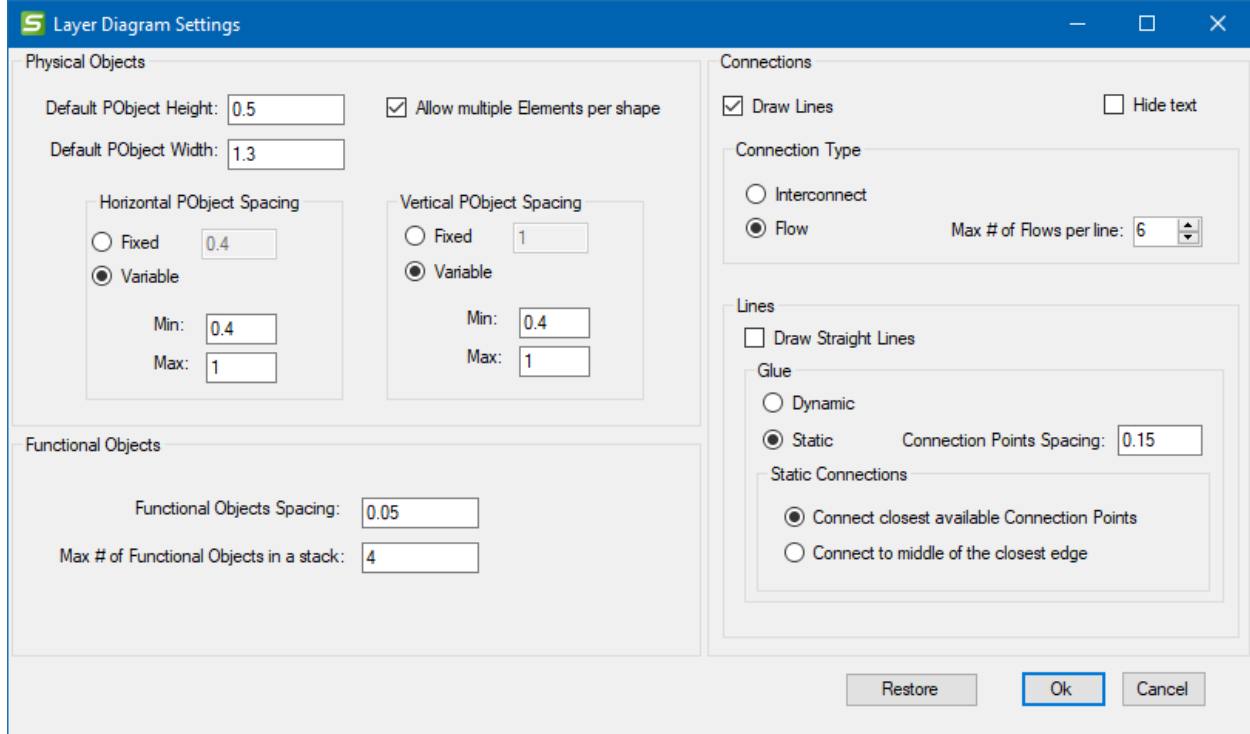 S Layer Diagram Settings
Physical Objects
Default PObject Height: 0.5
Allow multiple Elements per shape
Default PObject Width: 1.3
Horizontal PObject Spacing
Fixed 0.4
Variable
Min: 0.4
Max: 1
Vertical PObject Spacing
Fixed 1
Variable
Min: 0.4
Max: 1
Functional Objects
Functional Objects Spacing: 0.05
Max # of Functional Objects in a stack: 4
Connections
Draw Lines
Hide text
Connection Type
Interconnect
Flow
Max # of Flows per line: 6
Lines
Draw Straight Lines
Glue
Dynamic
Static
Connection Points Spacing: 0.15
Static Connections
Connect closest available Connection Points
Connect to middle of the closest edge
Restore
Ok
Cancel